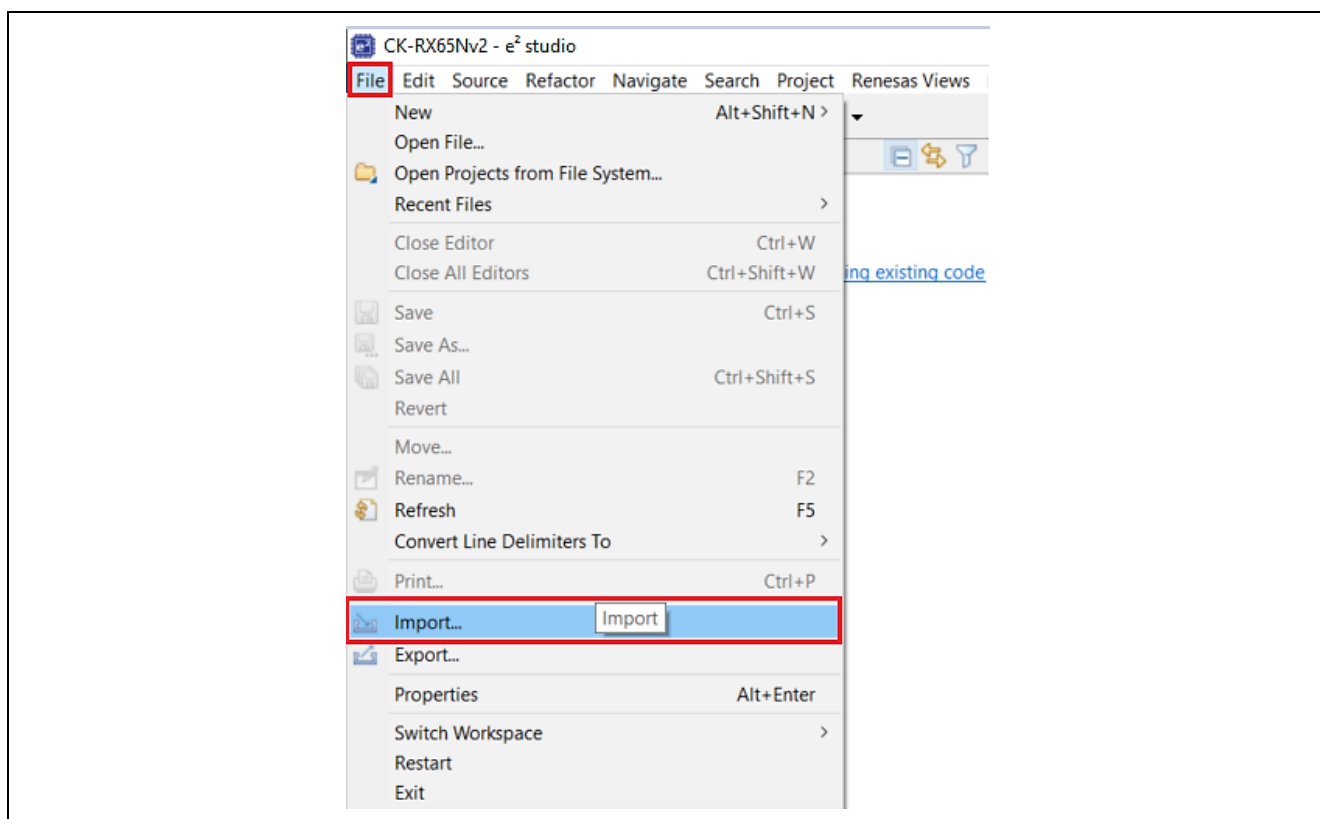 CK-RX65Nv2 - e² studio
File Edit Source Refactor Navigate Search Project Renesas Views
New Alt+Shift+N >
Open File...
Open Projects from File System...
Recent Files >
Close Editor Ctrl+W
Close All Editors Ctrl+Shift+W
ing existing code
Save Ctrl+S
Save As...
Save All Ctrl+Shift+S
Revert
Move...
Rename... F2
Refresh F5
Convert Line Delimiters To >
Print... Ctrl+P
Import... Import
Export...
Properties Alt+Enter
Switch Workspace >
Restart
Exit